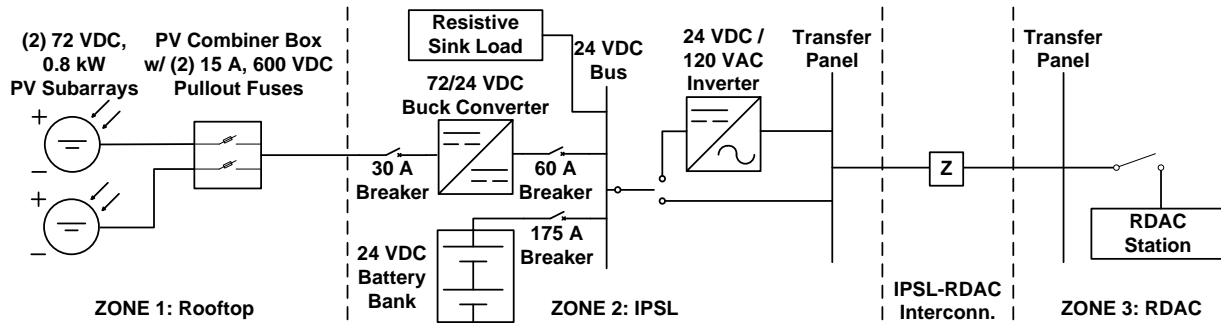 (2) 72 VDC,
0.8 kW
PV Subarrays
+
−
+
−
PV Combiner Box
w/ (2) 15 A, 600 VDC
Pullout Fuses
ZONE 1: Rooftop
Resistive
Sink Load
72/24 VDC
Buck Converter
30 A
Breaker
60 A
Breaker
175 A
Breaker
24 VDC
Battery
Bank
24 VDC
Bus
24 VDC /
120 VAC
Inverter
Transfer
Panel
ZONE 2: IPSL
Z
IPSL-RDAC
Interconn.
Transfer
Panel
RDAC
Station
ZONE 3: RDAC